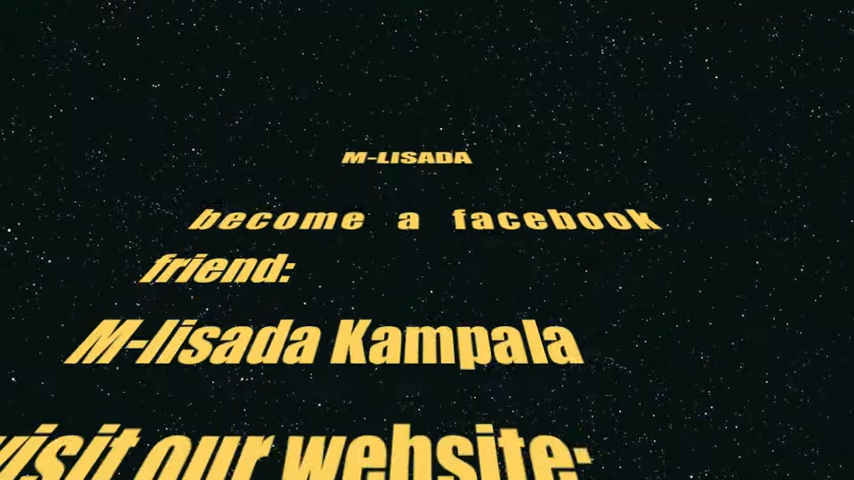 M-LISADA
become a facebook
friend:
M-lisada Kampala
visit our website: